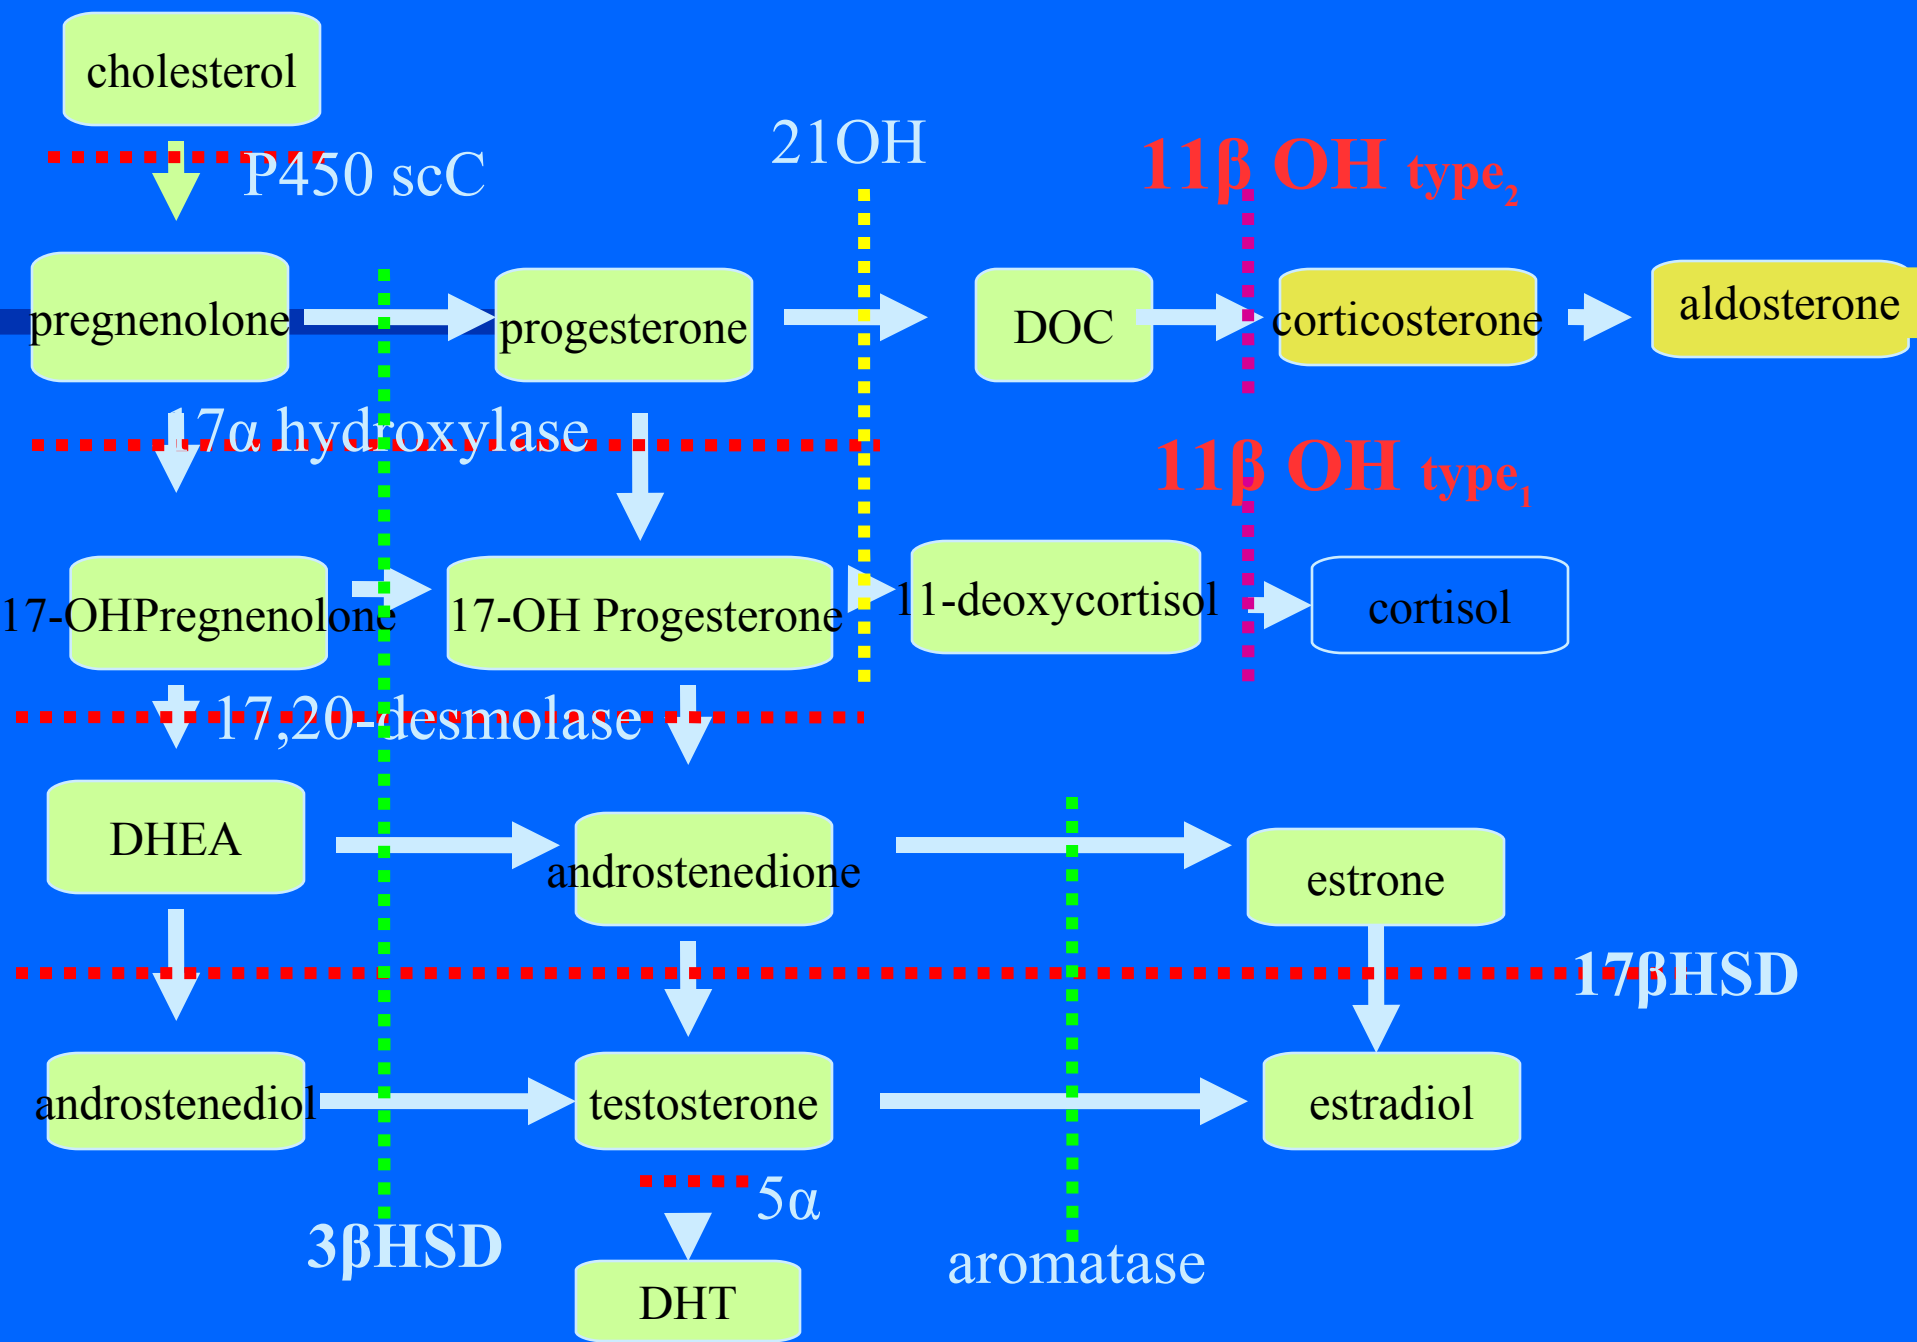 cholesterol
P450 scC
21OH
11β OH type2
pregnenolone
progesterone
DOC
corticosterone
aldosterone
17α hydroxylase
11β OH type1
17-OHPregnenolone
17-OH Progesterone
11-deoxycortisol
cortisol
17,20-desmolase
DHEA
androstenedione
estrone
17βHSD
androstenediol
testosterone
estradiol
5α
3βHSD
aromatase
DHT